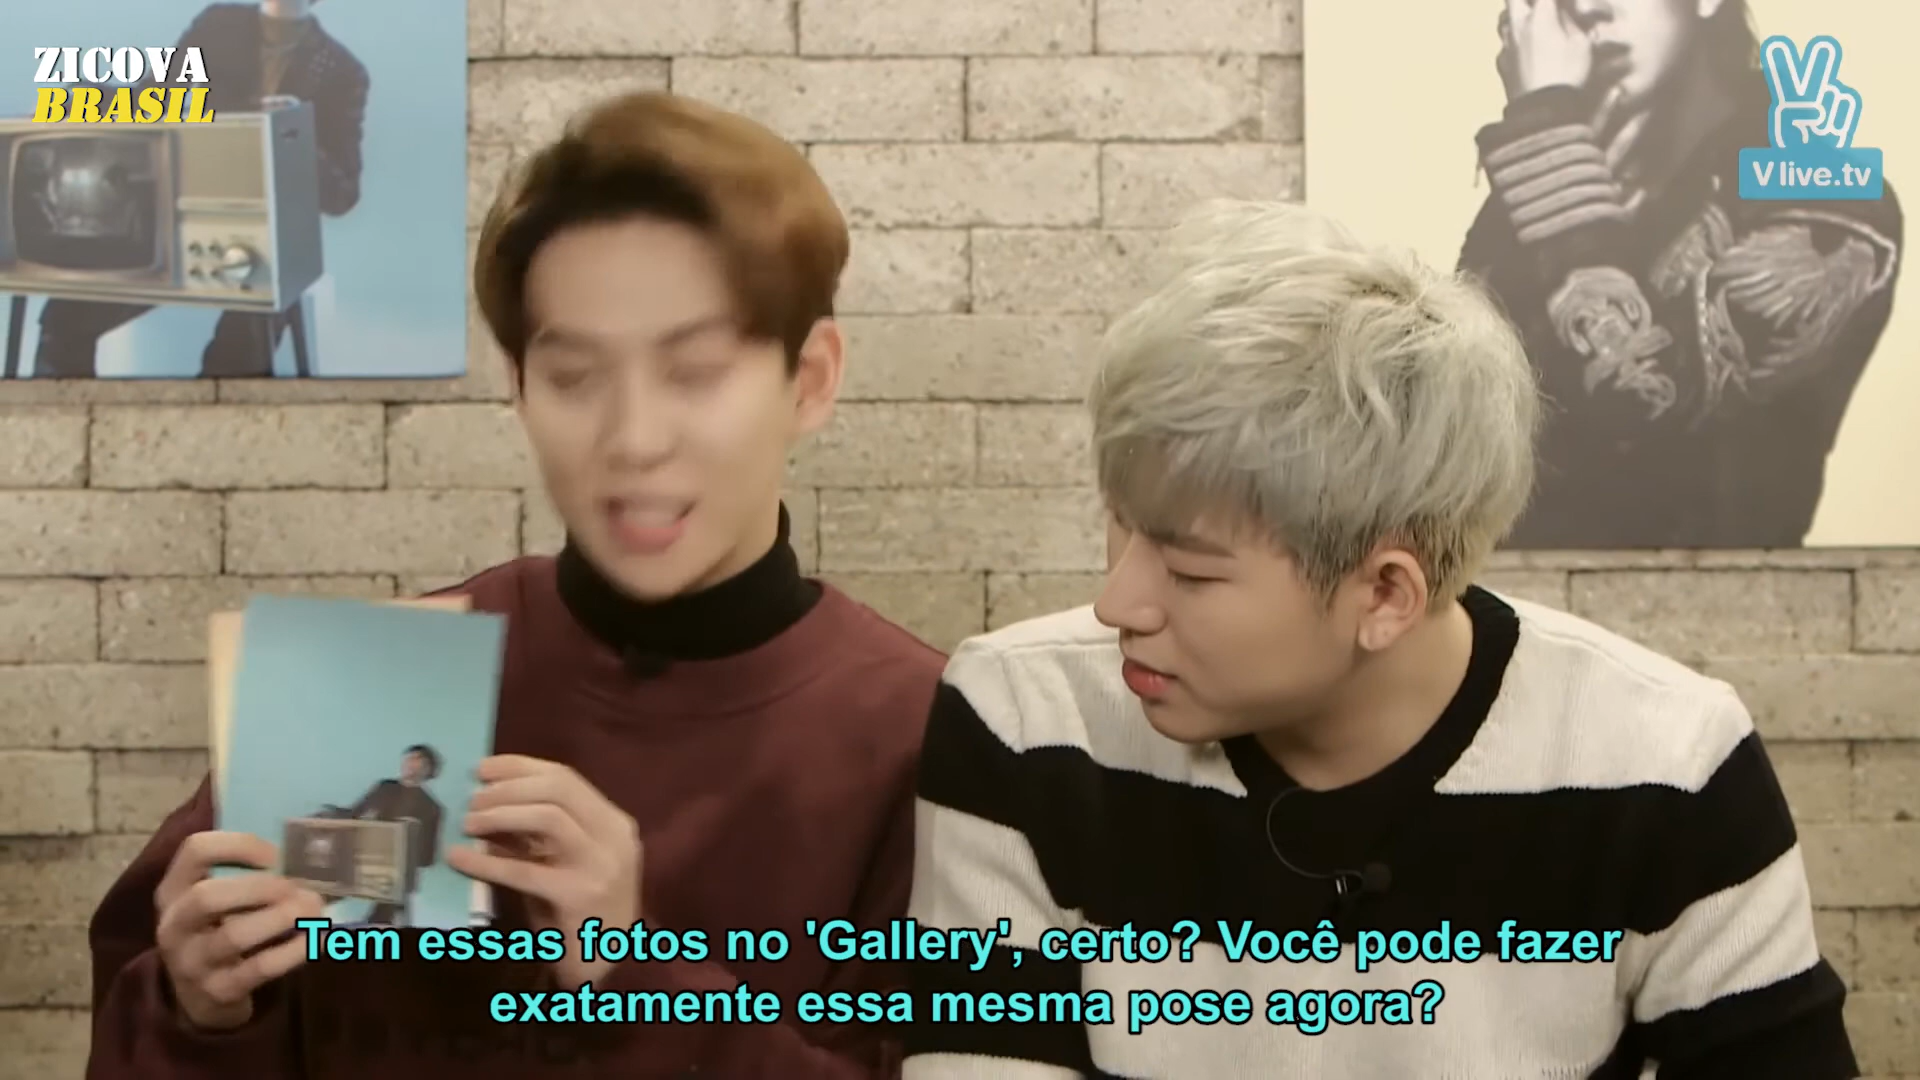 ZICOVA
BRASIL
V live.tv
Tem essas fotos no 'Gallery', certo? Você pode fazer
exatamente essa mesma pose agora?